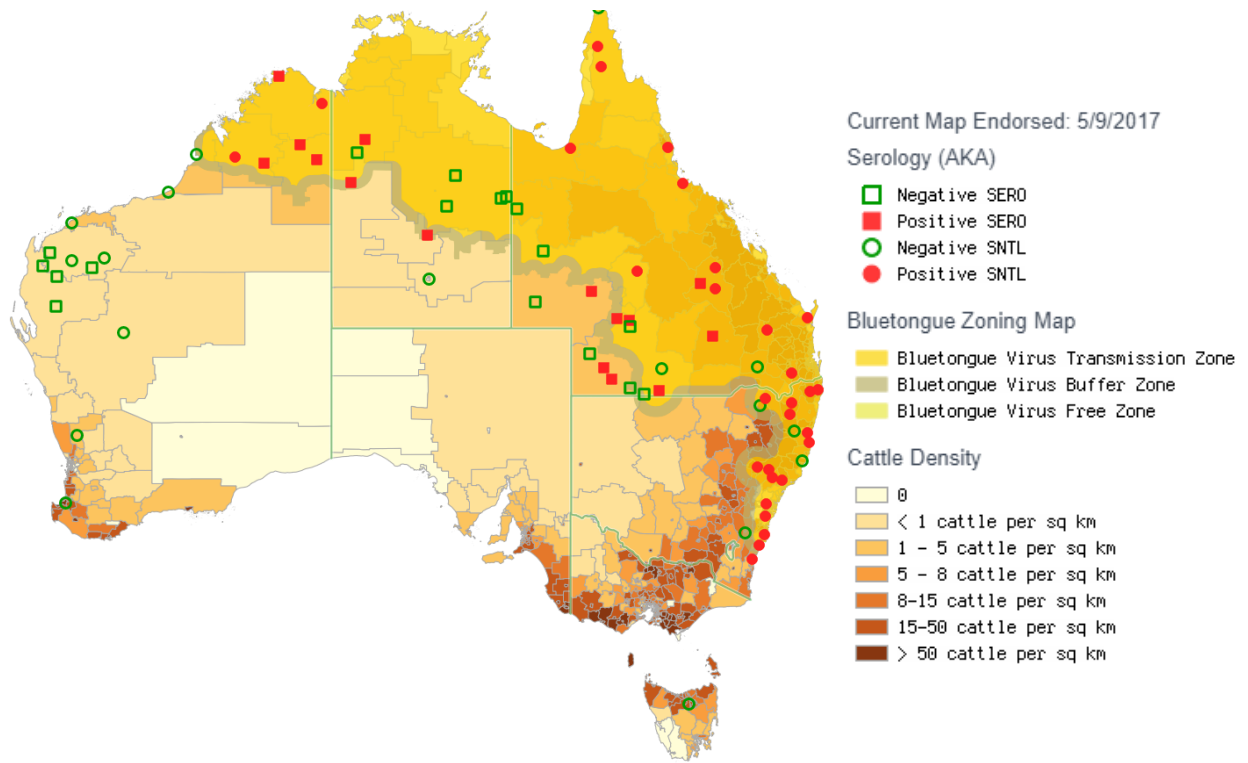 Current Map Endorsed: 5/9/2017
Serology (AKA)
Negative SERO
Positive SERO
Negative SNTL
Positive SNTL
Bluetongue Zoning Map
Bluetongue Virus Transmission Zone
Bluetongue Virus Buffer Zone
Bluetongue Virus Free Zone
Cattle Density
0
< 1 cattle per sq km
1 - 5 cattle per sq km
5 - 8 cattle per sq km
8-15 cattle per sq km
15-50 cattle per sq km
> 50 cattle per sq km